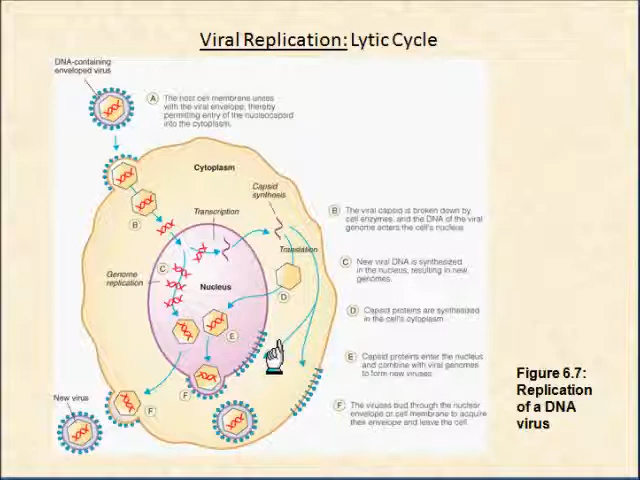 Viral Replication: Lytic Cycle
DNA-containing
enveloped virus
A
The host cell membrane unites
with the viral envelope, thereby
permitting entry of the nucleocapsid
into the cytoplasm.
Cytoplasm
Capsid
synthesis
Transcription
B
B
The viral capsid is broken down by
cell enzymes, and the DNA of the viral
genome enters the cell's nucleus.
Translation
C
Genome
replication
Nucleus
D
C
New viral DNA is synthesized
in the nucleus, resulting in new
genomes.
D
Capsid proteins are synthesized
in the cell's cytoplasm.
E
E
Capsid proteins enter the nucleus
and combine with viral genomes
to form new viruses.
F
F
New virus
F
The viruses bud through the nuclear
envelope or cell membrane to acquire
their envelope and leave the cell.
Figure 6.7:
Replication
of a DNA
virus